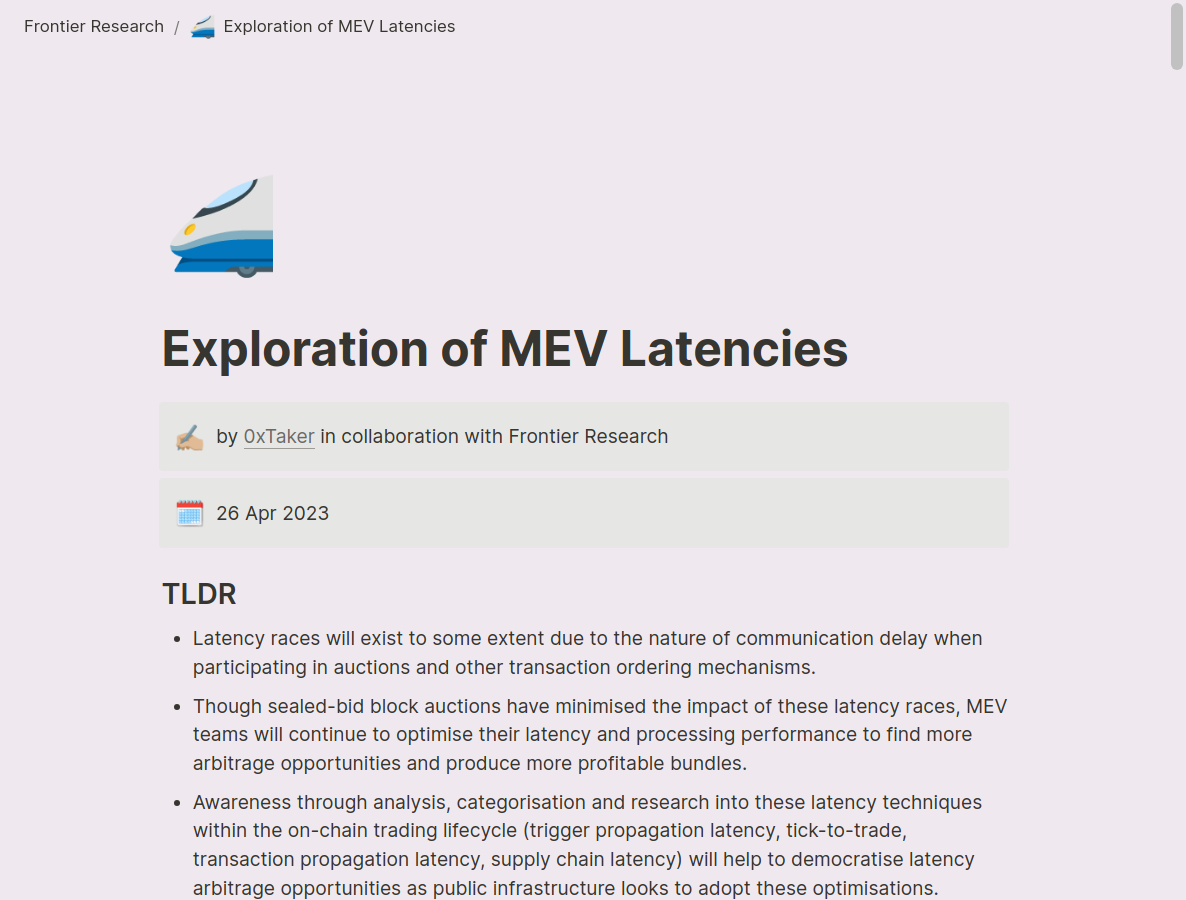 Frontier Research / Exploration of MEV Latencies
Exploration of MEV Latencies
by 0xTaker in collaboration with Frontier Research
26 Apr 2023
TLDR
• Latency races will exist to some extent due to the nature of communication delay when
participating in auctions and other transaction ordering mechanisms.
• Though sealed-bid block auctions have minimised the impact of these latency races, MEV
teams will continue to optimise their latency and processing performance to find more
arbitrage opportunities and produce more profitable bundles.
• Awareness through analysis, categorisation and research into these latency techniques
within the on-chain trading lifecycle (trigger propagation latency, tick-to-trade,
transaction propagation latency, supply chain latency) will help to democratise latency
arbitrage opportunities as public infrastructure looks to adopt these optimisations.